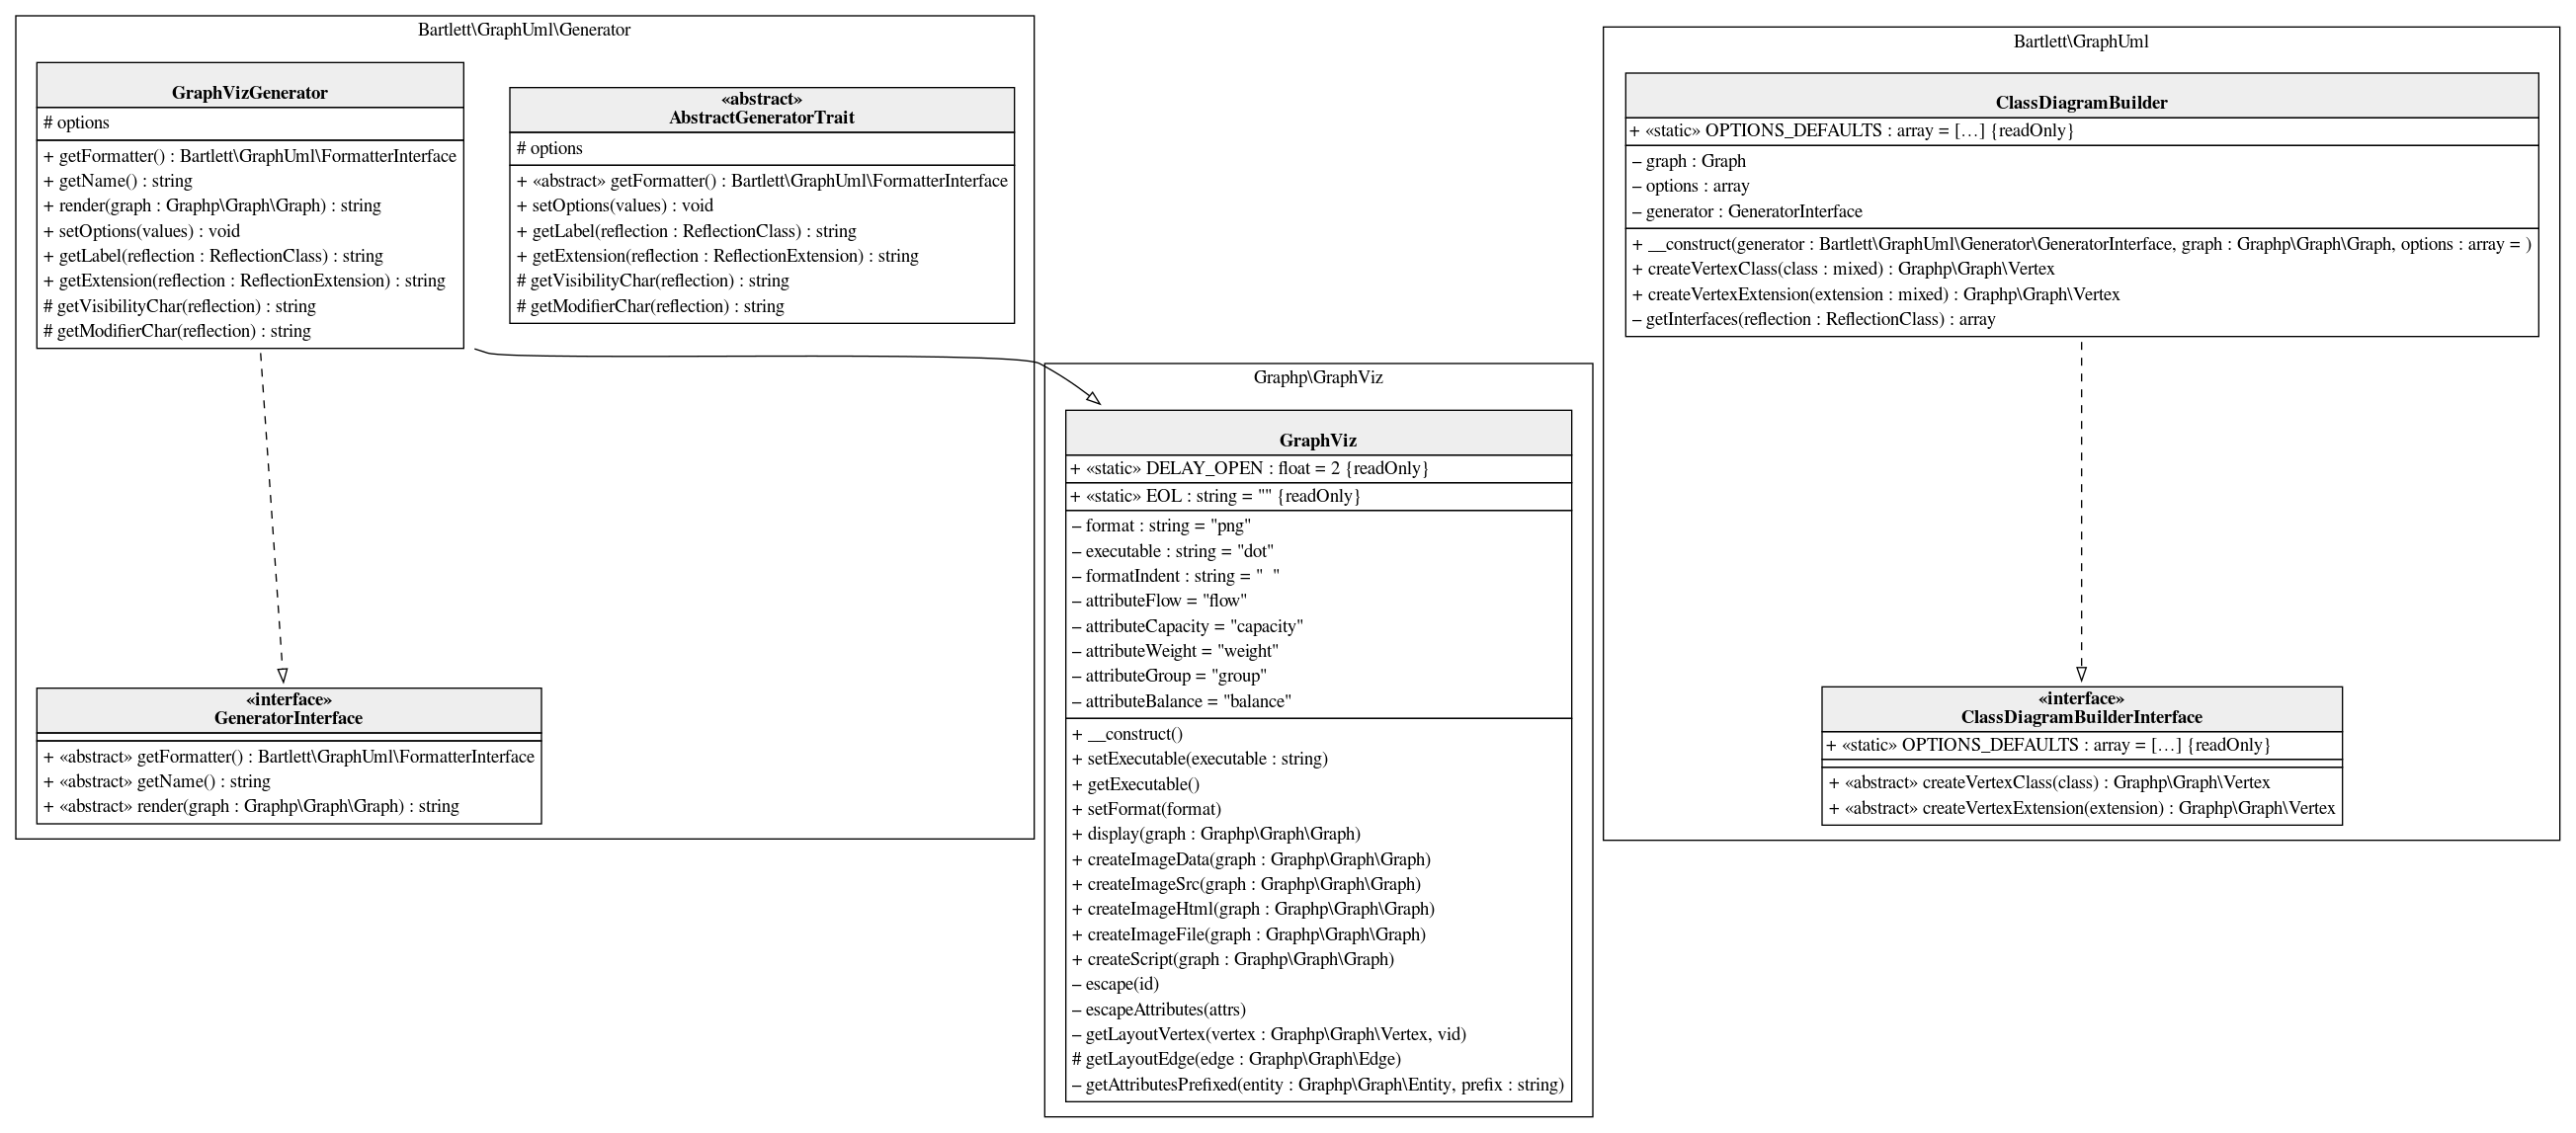 Bartlett\GraphUml\Generator
GraphVizGenerator
# options
+ getFormatter() : Bartlett\GraphUml\FormatterInterface
+ getName() : string
+ render(graph : Graphp\Graph\Graph) : string
+ setOptions(values) : void
+ getLabel(reflection : ReflectionClass) : string
+ getExtension(reflection : ReflectionExtension) : string
# getVisibilityChar(reflection) : string
# getModifierChar(reflection) : string
«abstract»
AbstractGeneratorTrait
# options
+ «abstract» getFormatter() : Bartlett\GraphUml\FormatterInterface
+ setOptions(values) : void
+ getLabel(reflection : ReflectionClass) : string
+ getExtension(reflection : ReflectionExtension) : string
# getVisibilityChar(reflection) : string
# getModifierChar(reflection) : string
«interface»
GeneratorInterface
+ «abstract» getFormatter() : Bartlett\GraphUml\FormatterInterface
+ «abstract» getName() : string
+ «abstract» render(graph : Graphp\Graph\Graph) : string
Graphp\GraphViz
GraphViz
+ «static» DELAY_OPEN : float = 2 {readOnly}
+ «static» EOL : string = "" {readOnly}
– format : string = "png"
– executable : string = "dot"
– formatIndent : string = "  "
– attributeFlow = "flow"
– attributeCapacity = "capacity"
– attributeWeight = "weight"
– attributeGroup = "group"
– attributeBalance = "balance"
+ __construct()
+ setExecutable(executable : string)
+ getExecutable()
+ setFormat(format)
+ display(graph : Graphp\Graph\Graph)
+ createImageData(graph : Graphp\Graph\Graph)
+ createImageSrc(graph : Graphp\Graph\Graph)
+ createImageHtml(graph : Graphp\Graph\Graph)
+ createImageFile(graph : Graphp\Graph\Graph)
+ createScript(graph : Graphp\Graph\Graph)
– escape(id)
– escapeAttributes(attrs)
– getLayoutVertex(vertex : Graphp\Graph\Vertex, vid)
# getLayoutEdge(edge : Graphp\Graph\Edge)
– getAttributesPrefixed(entity : Graphp\Graph\Entity, prefix : string)
Bartlett\GraphUml
ClassDiagramBuilder
+ «static» OPTIONS_DEFAULTS : array = […] {readOnly}
– graph : Graph
– options : array
– generator : GeneratorInterface
+ __construct(generator : Bartlett\GraphUml\Generator\GeneratorInterface, graph : Graphp\Graph\Graph, options : array = )
+ createVertexClass(class : mixed) : Graphp\Graph\Vertex
+ createVertexExtension(extension : mixed) : Graphp\Graph\Vertex
– getInterfaces(reflection : ReflectionClass) : array
«interface»
ClassDiagramBuilderInterface
+ «static» OPTIONS_DEFAULTS : array = […] {readOnly}
+ «abstract» createVertexClass(class) : Graphp\Graph\Vertex
+ «abstract» createVertexExtension(extension) : Graphp\Graph\Vertex